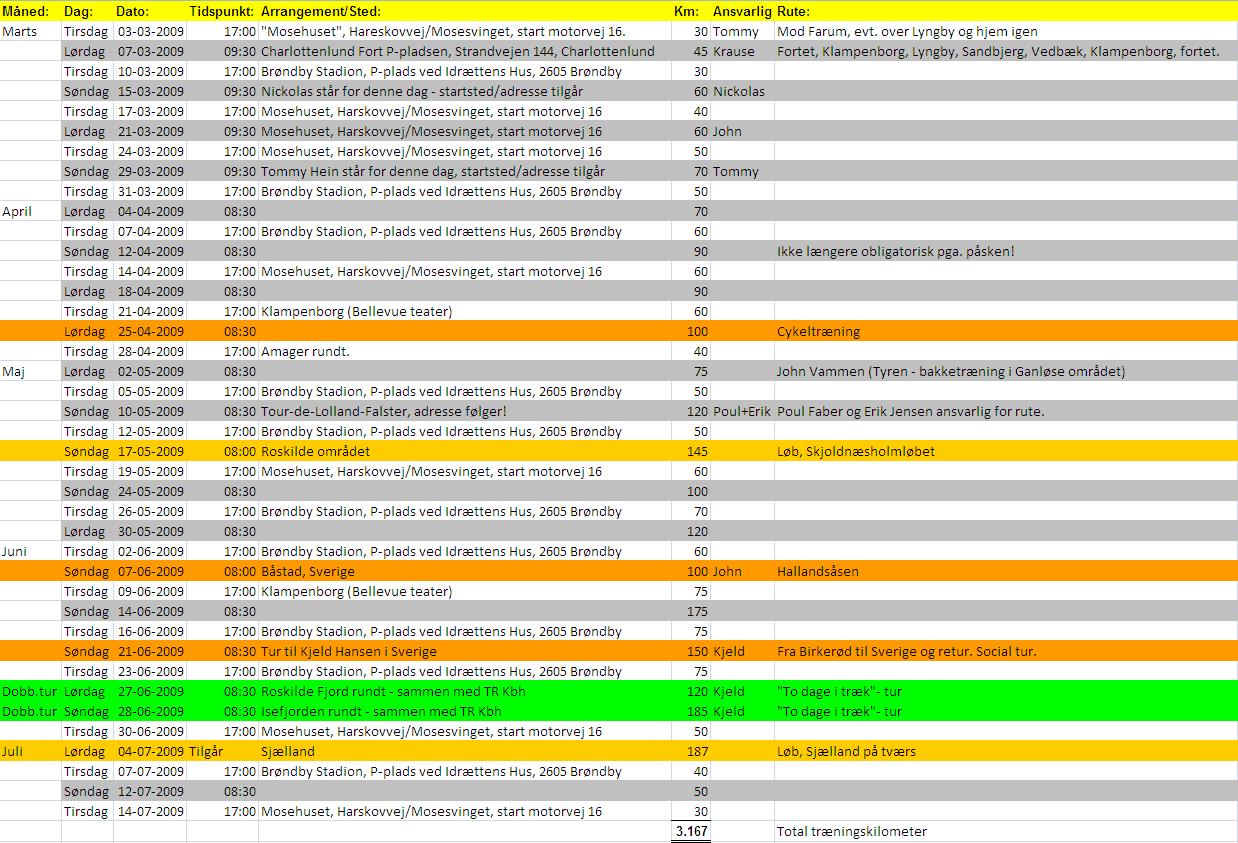 Måned: Dag: Dato: Tidspunkt: Arrangement/Sted: Km: Ansvarlig Rute:
Marts Tirsdag 03-03-2009 17:00 "Mosehuset", Hareskovvej/Mosesvinget, start motorvej 16. 30 Tommy Mod Farum, evt. over Lyngby og hjem igen
Lørdag 07-03-2009 09:30 Charlottenlund Fort P-pladsen, Strandvejen 144, Charlottenlund 45 Krause Fortet, Klampenborg, Lyngby, Sandbjerg, Vedbæk, Klampenborg, fortet.
Tirsdag 10-03-2009 17:00 Brøndby Stadion, P-plads ved Idrættens Hus, 2605 Brøndby 30
Søndag 15-03-2009 09:30 Nickolas står for denne dag - startsted/adresse tilgår 60 Nickolas
Tirsdag 17-03-2009 17:00 Mosehuset, Harskovvej/Mosesvinget, start motorvej 16 40
Lørdag 21-03-2009 09:30 Mosehuset, Harskovvej/Mosesvinget, start motorvej 16 60 John
Tirsdag 24-03-2009 17:00 Mosehuset, Harskovvej/Mosesvinget, start motorvej 16 50
Søndag 29-03-2009 09:30 Tommy Hein står for denne dag, startsted/adresse tilgår 70 Tommy
Tirsdag 31-03-2009 17:00 Brøndby Stadion, P-plads ved Idrættens Hus, 2605 Brøndby 50
April Lørdag 04-04-2009 08:30 70
Tirsdag 07-04-2009 17:00 Brøndby Stadion, P-plads ved Idrættens Hus, 2605 Brøndby 60
Søndag 12-04-2009 08:30 90 Ikke længere obligatorisk pga. påsken!
Tirsdag 14-04-2009 17:00 Mosehuset, Harskovvej/Mosesvinget, start motorvej 16 60
Lørdag 18-04-2009 08:30 90
Tirsdag 21-04-2009 17:00 Klampenborg (Bellevue teater) 60
Lørdag 25-04-2009 08:30 100 Cykeltræning
Tirsdag 28-04-2009 17:00 Amager rundt. 40
Maj Lørdag 02-05-2009 08:30 75 John Vammen (Tyren - bakketræning i Ganløse området)
Tirsdag 05-05-2009 17:00 Brøndby Stadion, P-plads ved Idrættens Hus, 2605 Brøndby 50
Søndag 10-05-2009 08:30 Tour-de-Lolland-Falster, adresse følger! 120 Poul+Erik Poul Faber og Erik Jensen ansvarlig for rute.
Tirsdag 12-05-2009 17:00 Brøndby Stadion, P-plads ved Idrættens Hus, 2605 Brøndby 50
Søndag 17-05-2009 08:00 Roskilde området 145 Løb, Skjoldnæsholmløbet
Tirsdag 19-05-2009 17:00 Mosehuset, Harskovvej/Mosesvinget, start motorvej 16 60
Søndag 24-05-2009 08:30 100
Tirsdag 26-05-2009 17:00 Brøndby Stadion, P-plads ved Idrættens Hus, 2605 Brøndby 70
Lørdag 30-05-2009 08:30 120
Juni Tirsdag 02-06-2009 17:00 Brøndby Stadion, P-plads ved Idrættens Hus, 2605 Brøndby 60
Søndag 07-06-2009 08:00 Båstad, Sverige 100 John Hallandsåsen
Tirsdag 09-06-2009 17:00 Klampenborg (Bellevue teater) 75
Søndag 14-06-2009 08:30 175
Tirsdag 16-06-2009 17:00 Brøndby Stadion, P-plads ved Idrættens Hus, 2605 Brøndby 75
Søndag 21-06-2009 08:30 Tur til Kjeld Hansen i Sverige 150 Kjeld Fra Birkerød til Sverige og retur. Social tur.
Tirsdag 23-06-2009 17:00 Brøndby Stadion, P-plads ved Idrættens Hus, 2605 Brøndby 75
Dobb.tur Lørdag 27-06-2009 08:30 Roskilde Fjord rundt - sammen med TR Kbh 120 Kjeld "To dage i træk"- tur
Dobb.tur Søndag 28-06-2009 08:30 Isefjorden rundt - sammen med TR Kbh 185 Kjeld "To dage i træk"- tur
Tirsdag 30-06-2009 17:00 Mosehuset, Harskovvej/Mosesvinget, start motorvej 16 50
Juli Lørdag 04-07-2009 Tilgår Sjælland 187 Løb, Sjælland på tværs
Tirsdag 07-07-2009 17:00 Brøndby Stadion, P-plads ved Idrættens Hus, 2605 Brøndby 40
Søndag 12-07-2009 08:30 50
Tirsdag 14-07-2009 17:00 Mosehuset, Harskovvej/Mosesvinget, start motorvej 16 30
3.167 Total træningskilometer